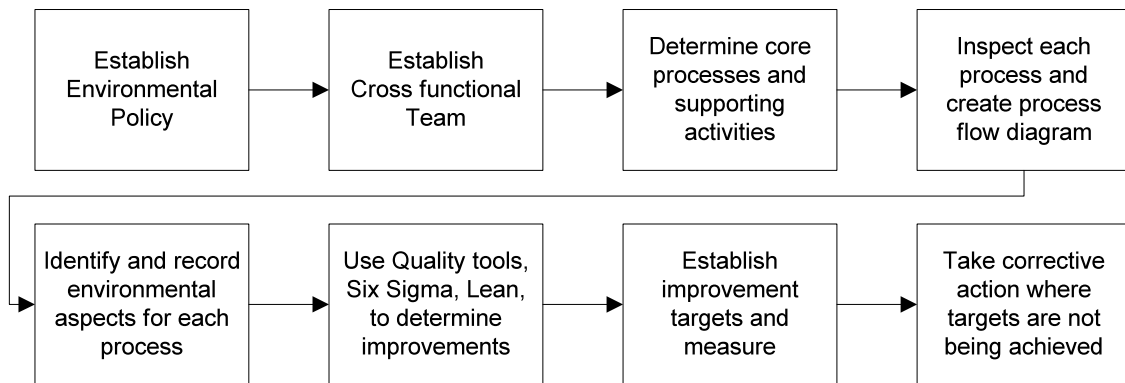 Establish
Environmental
Policy
Establish
Cross functional
Team
Determine core
processes and
supporting
activities
Inspect each
process and
create process
flow diagram
Identify and record
environmental
aspects for each
process
Use Quality tools,
Six Sigma, Lean,
to determine
improvements
Establish
improvement
targets and
measure
Take corrective
action where
targets are not
being achieved